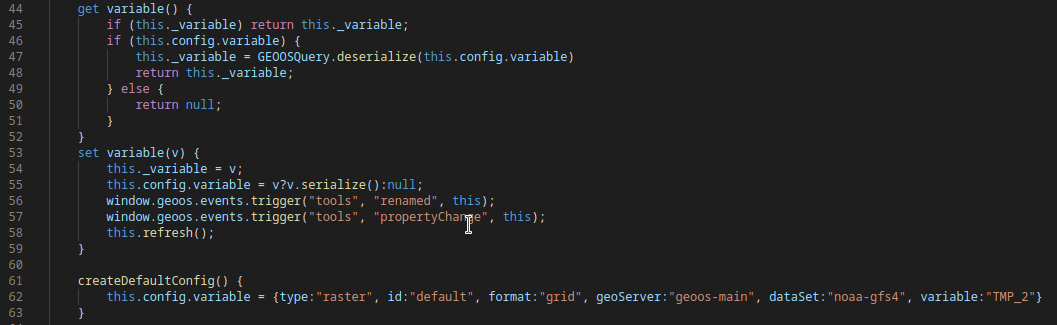 44 get variable() {
45 if (this._variable) return this._variable;
46 if (this.config.variable) {
47 this._variable = GEOOSQuery.deserialize(this.config.variable)
48 return this._variable;
49 } else {
50 return null;
51 }
52 }
53 set variable(v) {
54 this._variable = v;
55 this.config.variable = v?v.serialize():null;
56 window.geoos.events.trigger("tools", "renamed", this);
57 window.geoos.events.trigger("tools", "propertyChange", this);
58 this.refresh();
59 }
60
61 createDefaultConfig() {
62 this.config.variable = {type:"raster", id:"default", format:"grid", geoServer:"geoos-main", dataSet:"noaa-gfs4", variable:"TMP_2"}
63 }